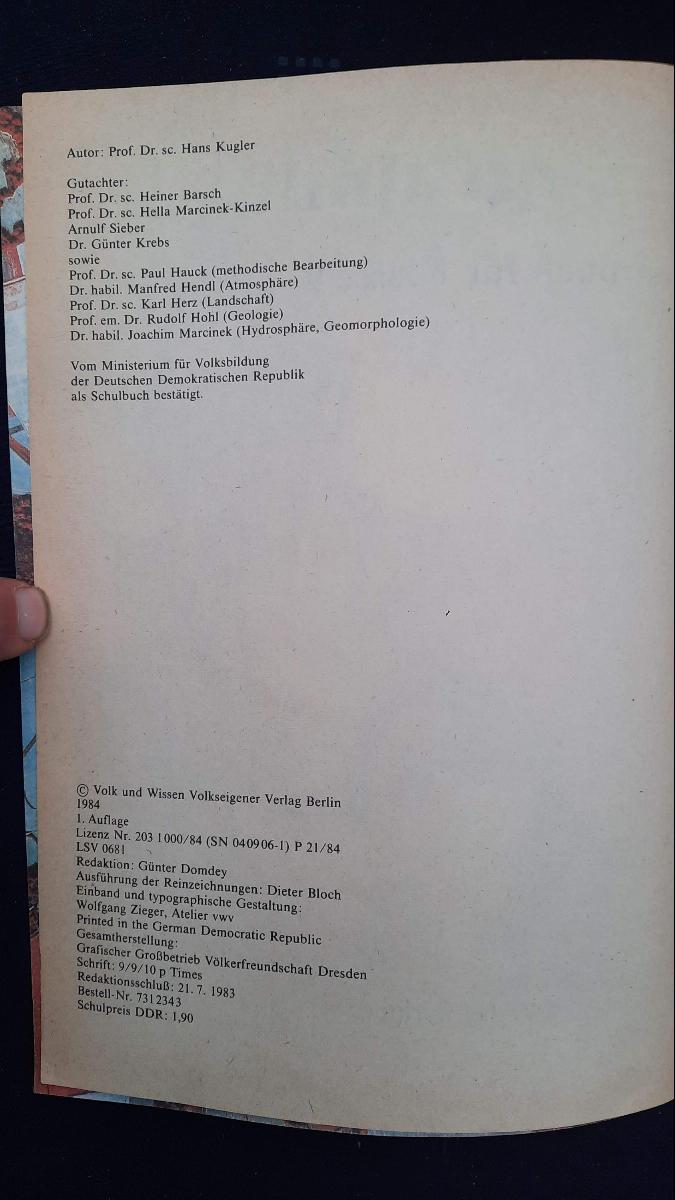 Autor: Prof. Dr. sc. Hans Kugler
Gutachter:
Prof. Dr. sc. Heiner Barsch
Prof. Dr. sc. Hella Marcinek-Kinzel
Arnulf Sieber
Dr. Günter Krebs
sowie
Prof. Dr. sc. Paul Hauck (methodische Bearbeitung)
Dr. habil. Manfred Hendl (Atmosphäre)
Prof. Dr. sc. Karl Herz (Landschaft)
Prof. em. Dr. Rudolf Hohl (Geologie)
Dr. habil. Joachim Marcinek (Hydrosphäre, Geomorphologie)
Vom Ministerium für Volksbildung
der Deutschen Demokratischen Republik
als Schulbuch bestätigt.
© Volk und Wissen Volkseigener Verlag Berlin
1984
1. Auflage
Lizenz Nr. 203 1000/84 (SN 040906-1) P 21/84
LSV 0681
Redaktion: Günter Domdey
Ausführung der Reinzeichnungen: Dieter Bloch
Einband und typographische Gestaltung:
Wolfgang Zieger, Atelier vwv
Printed in the German Democratic Republic
Gesamtherstellung:
Grafischer Großbetrieb Völkerfreundschaft Dresden
Schrift: 9/9/10 p Times
Redaktionsschluß: 21. 7. 1983
Bestell-Nr. 7312343
Schulpreis DDR: 1,90